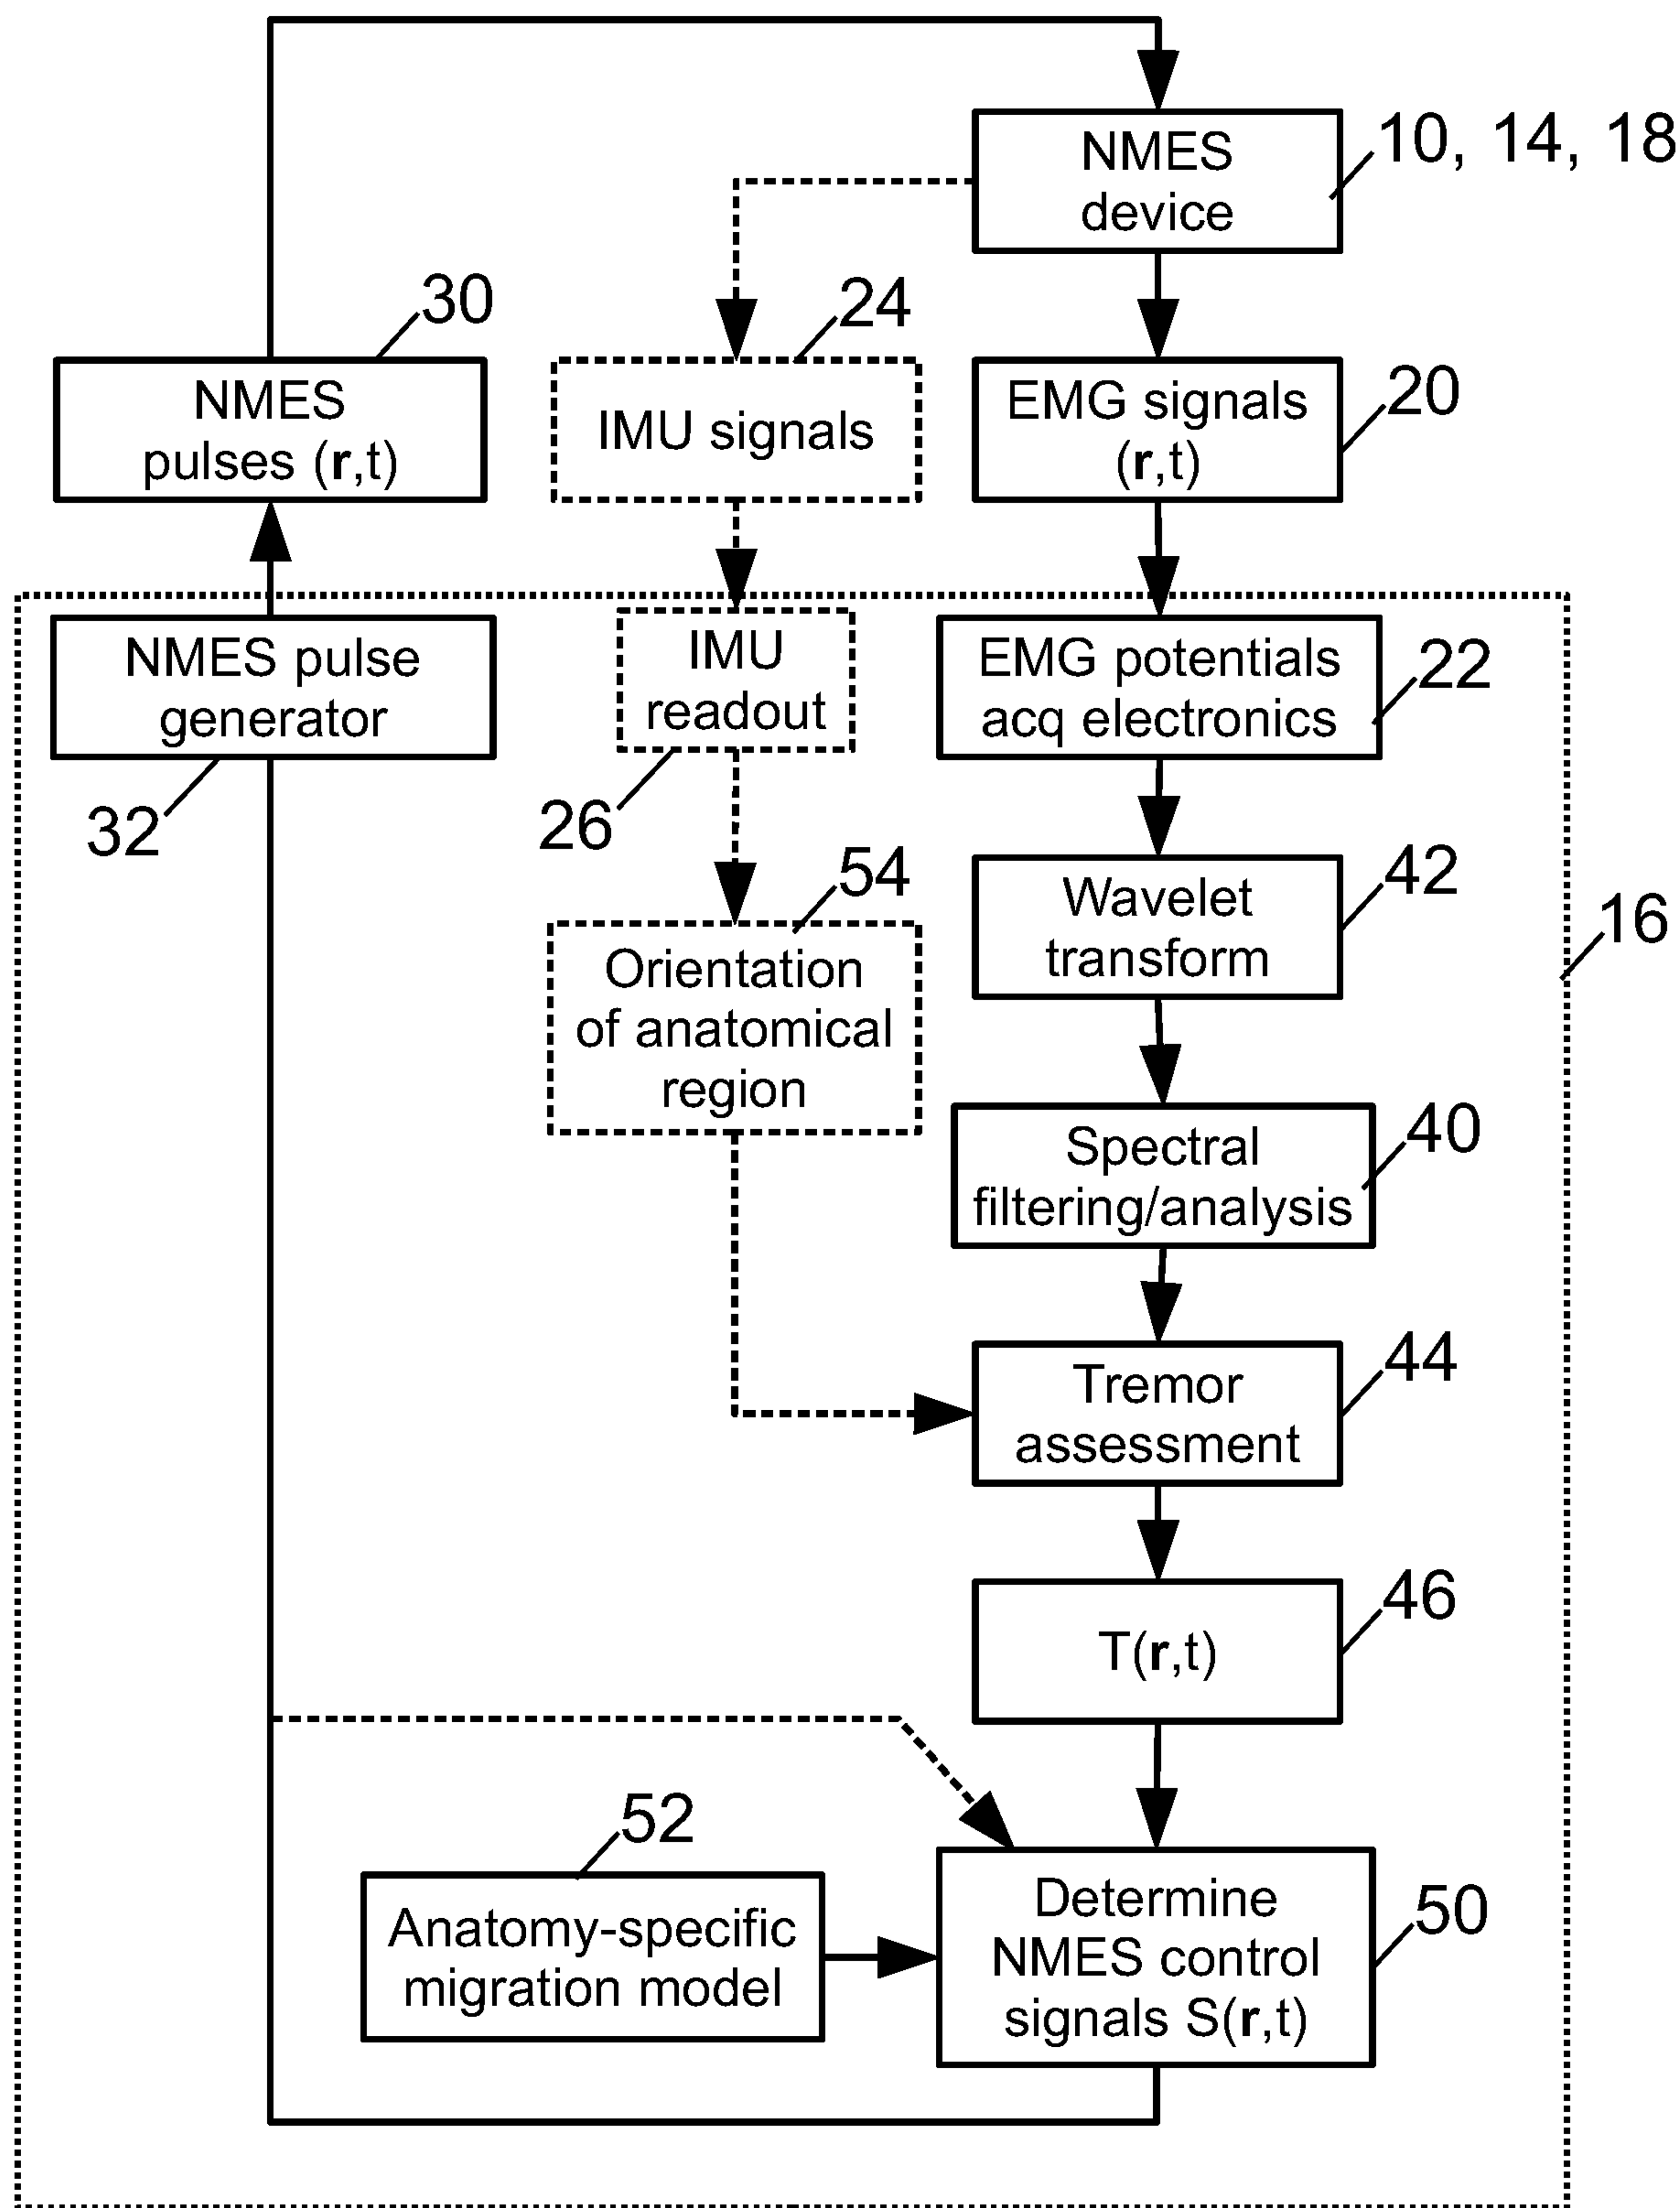 NMES
device
10, 14, 18
30
24
NMES
pulses (r,t)
IMU signals
EMG signals
(r,t)
20
NMES pulse
generator
32
IMU
readout
26
EMG potentials
acq electronics
22
54
Wavelet
transform
42
16
Orientation
of anatomical
region
Spectral
filtering/analysis
40
Tremor
assessment
44
T(r,t)
46
52
Anatomy-specific
migration model
Determine
NMES control
signals S(r,t)
50